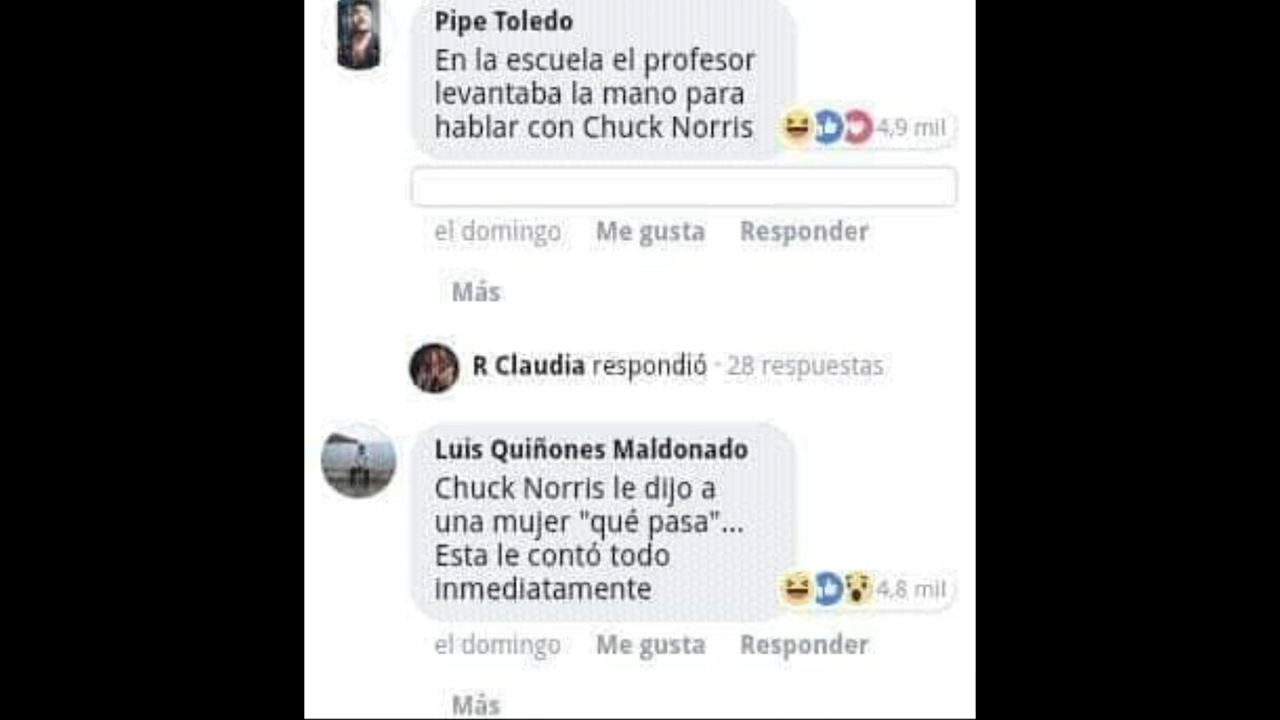 Pipe Toledo
En la escuela el profesor
levantaba la mano para
hablar con Chuck Norris
4,9 mil
el domingo Me gusta Responder
Más
R Claudia respondió · 28 respuestas
Luis Quiñones Maldonado
Chuck Norris le dijo a
una mujer "qué pasa"...
Esta le contó todo
inmediatamente
4,8 mil
el domingo Me gusta Responder
Más